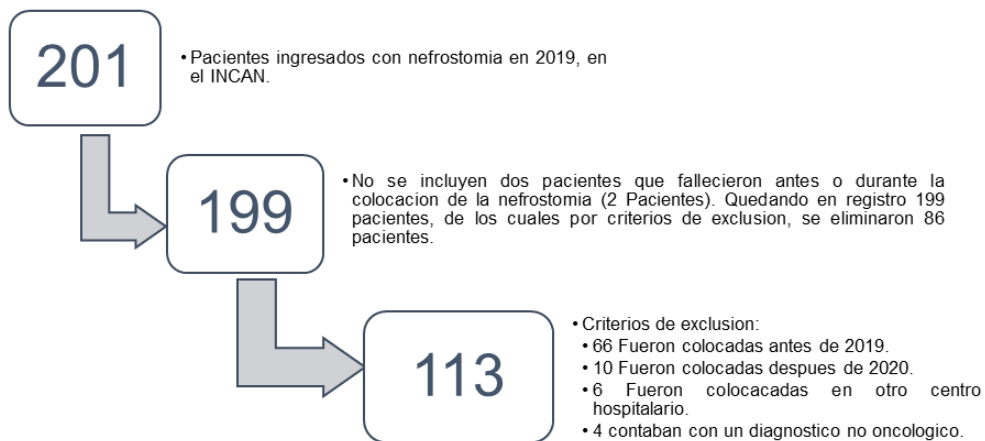 201
• Pacientes ingresados con nefrostomia en 2019, en
el INCAN.
199
• No se incluyen dos pacientes que fallecieron antes o durante la
colocacion de la nefrostomia (2 Pacientes). Quedando en registro 199
pacientes, de los cuales por criterios de exclusion, se eliminaron 86
pacientes.
113
• Criterios de exclusion:
• 66 Fueron colocadas antes de 2019.
• 10 Fueron colocadas despues de 2020.
• 6 Fueron colocacadas en otro centro
hospitalario.
• 4 contaban con un diagnostico no oncologico.